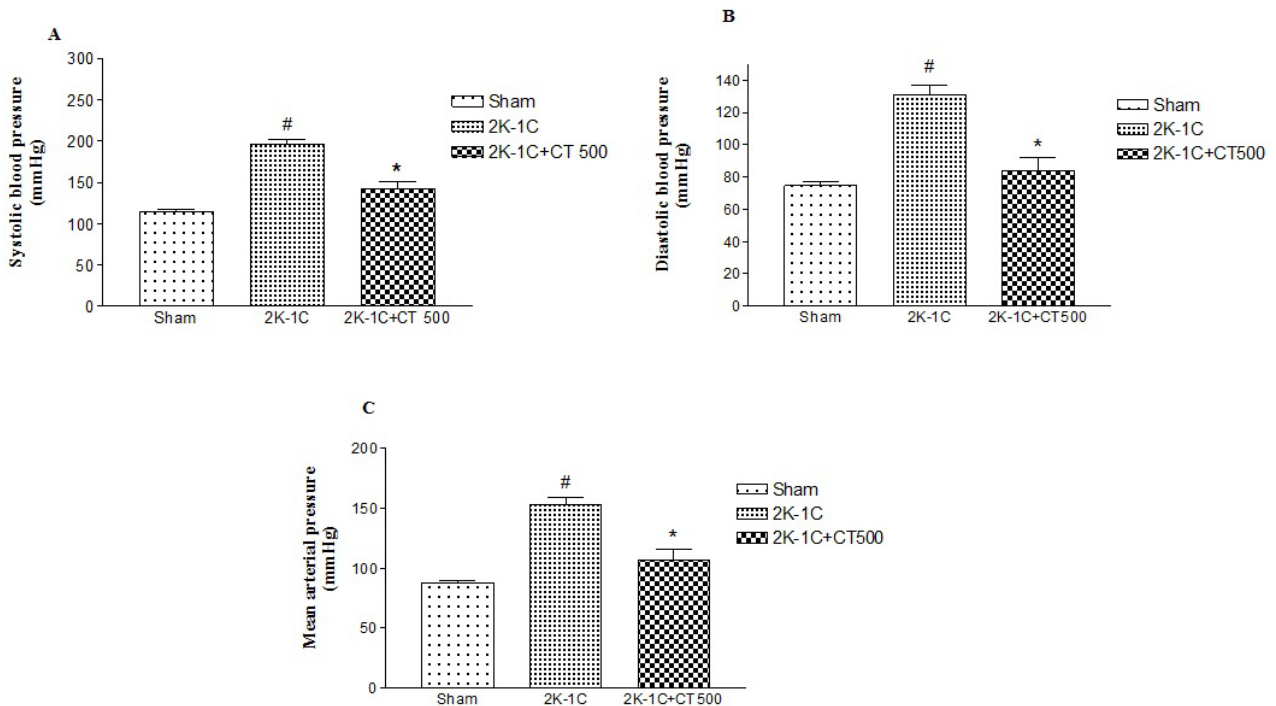 A
Systolic blood pressure
(mmHg)
300
250
200
150
100
50
0
#
*
Sham
2K-1C
2K-1C+CT 500
Sham
2K-1C
2K-1C+CT 500
B
Diastolic blood pressure
(mmHg)
140
120
100
80
60
40
20
0
#
*
Sham
2K-1C
2K-1C+CT500
Sham
2K-1C
2K-1C+CT500
C
Mean arterial pressure
(mmHg)
200
150
100
50
0
#
*
Sham
2K-1C
2K-1C+CT500
Sham
2K-1C
2K-1C+CT500